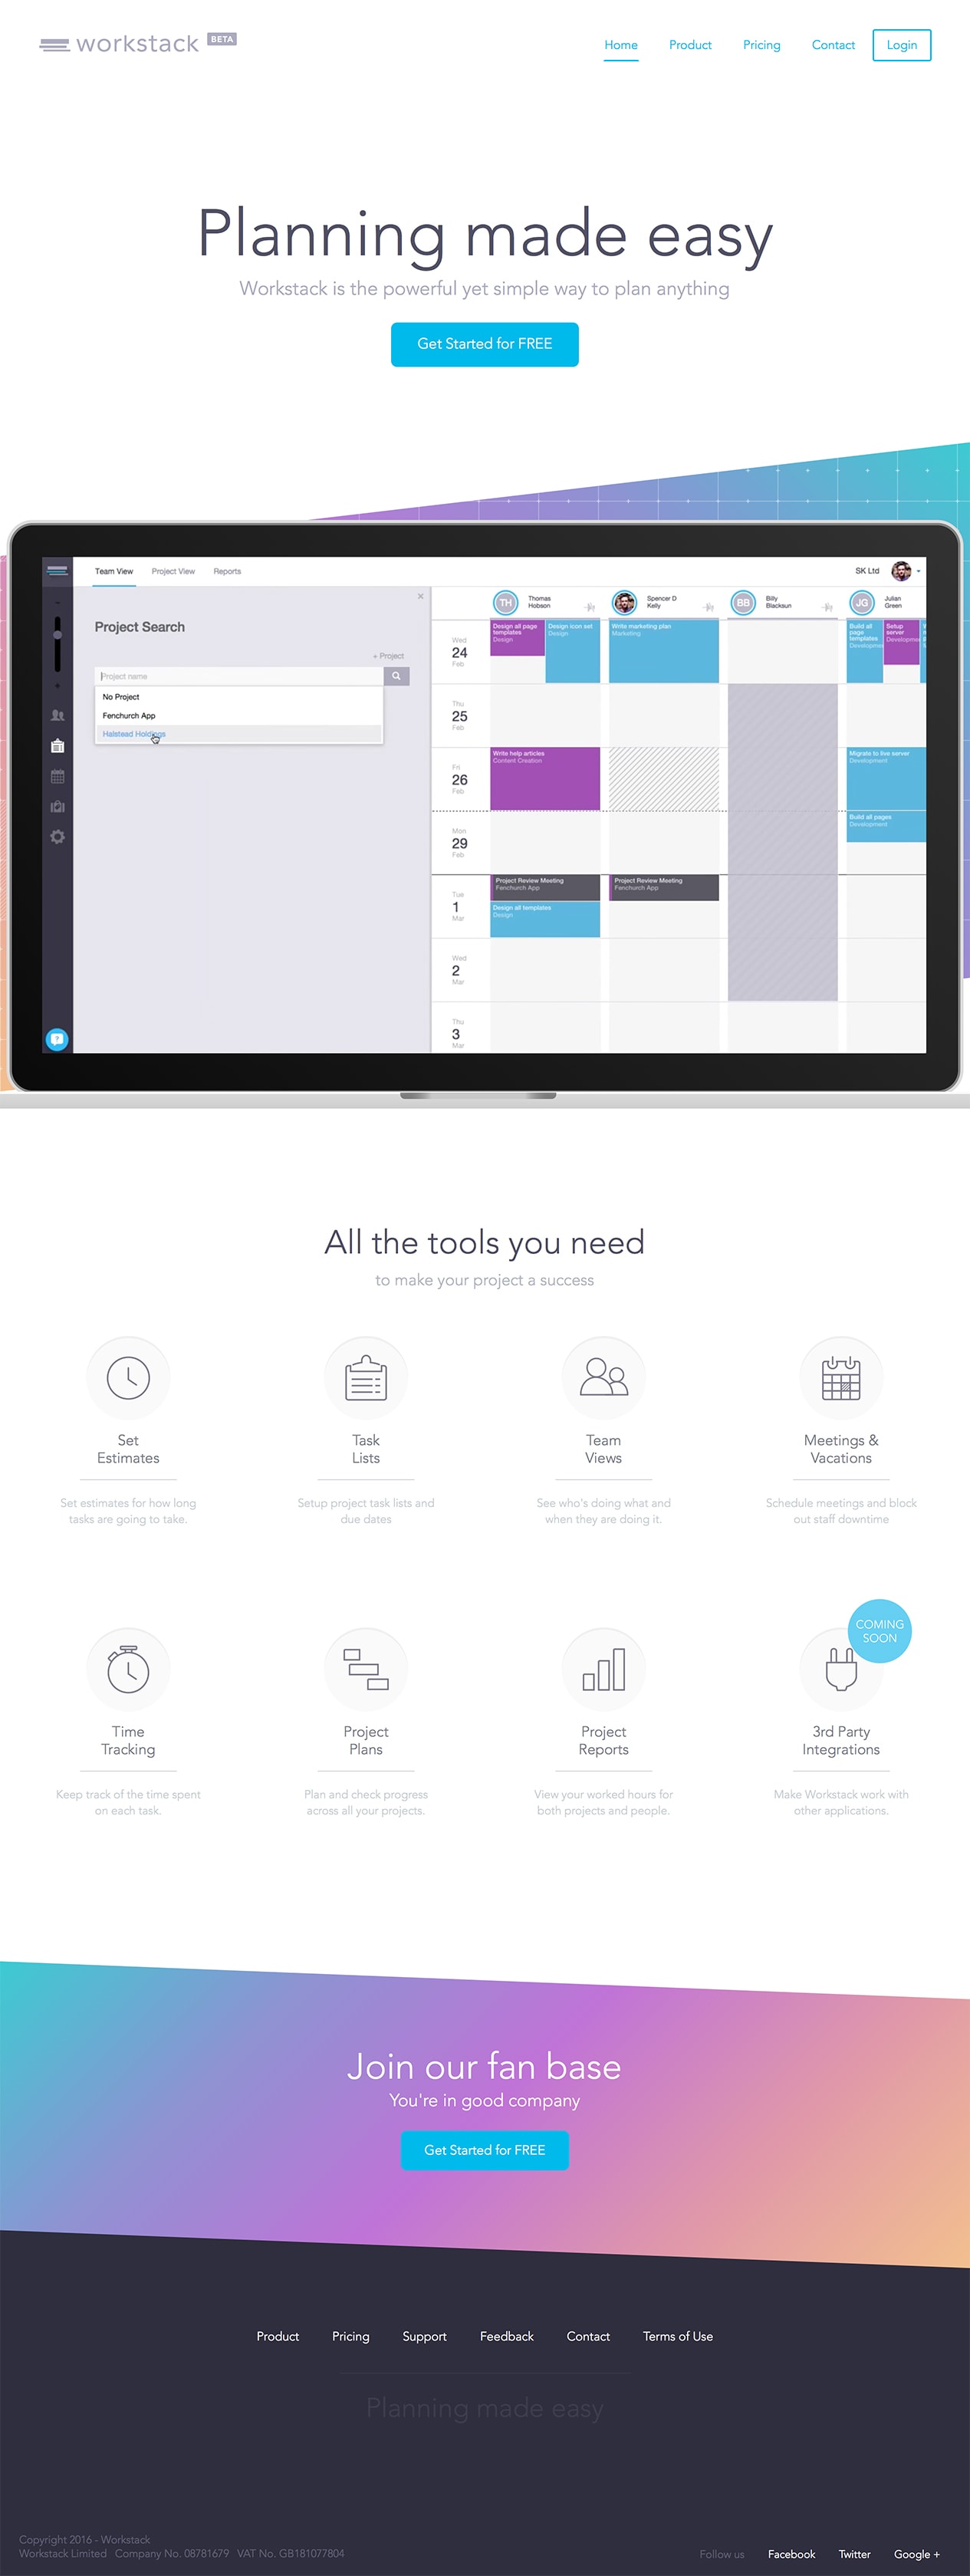 workstack BETA
Home Product Pricing Contact Login
Planning made easy
Workstack is the powerful yet simple way to plan anything
Get Started for FREE
Team View Project View Reports
SK Ltd
Project Search
+ Project
Project name
No Project
Fenchurch App
Halstead Holdings
TH Thomas Hobson
Spencer D Kelly
BB Billy Blacksun
JG Julian Green
Wed 24 Feb
Design all page templates Design
Design icon set Design
Write marketing plan Marketing
Build all page templates Developme
Setup server Developme
Thu 25 Feb
Fri 26 Feb
Write help articles Content Creation
Migrate to live server Development
Mon 29 Feb
Build all pages Development
Tue 1 Mar
Project Review Meeting Fenchurch App
Project Review Meeting Fenchurch App
Design all templates Design
Wed 2 Mar
Thu 3 Mar
All the tools you need
to make your project a success
Set
Estimates
Set estimates for how long
tasks are going to take.
Task
Lists
Setup project task lists and
due dates
Team
Views
See who's doing what and
when they are doing it.
Meetings &
Vacations
Schedule meetings and block
out staff downtime
Time
Tracking
Keep track of the time spent
on each task.
Project
Plans
Plan and check progress
across all your projects.
Project
Reports
View your worked hours for
both projects and people.
COMING
SOON
3rd Party
Integrations
Make Workstack work with
other applications.
Join our fan base
You're in good company
Get Started for FREE
Product Pricing Support Feedback Contact Terms of Use
Planning made easy
Copyright 2016 - Workstack
Workstack Limited Company No. 08781679 VAT No. GB181077804
Follow us Facebook Twitter Google +